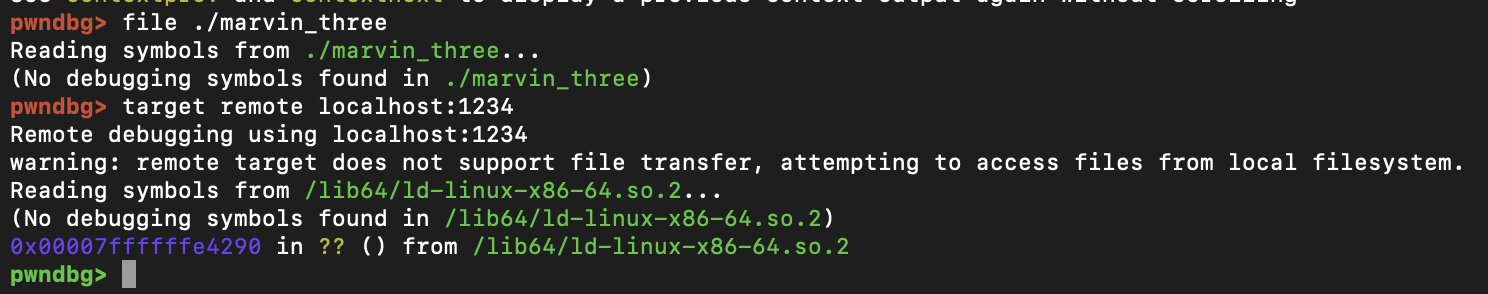 pwndbg> file ./marvin_three
Reading symbols from ./marvin_three...
(No debugging symbols found in ./marvin_three)
pwndbg> target remote localhost:1234
Remote debugging using localhost:1234
warning: remote target does not support file transfer, attempting to access files from local filesystem.
Reading symbols from /lib64/ld-linux-x86-64.so.2...
(No debugging symbols found in /lib64/ld-linux-x86-64.so.2)
0x00007ffffffe4290 in ?? () from /lib64/ld-linux-x86-64.so.2
pwndbg>